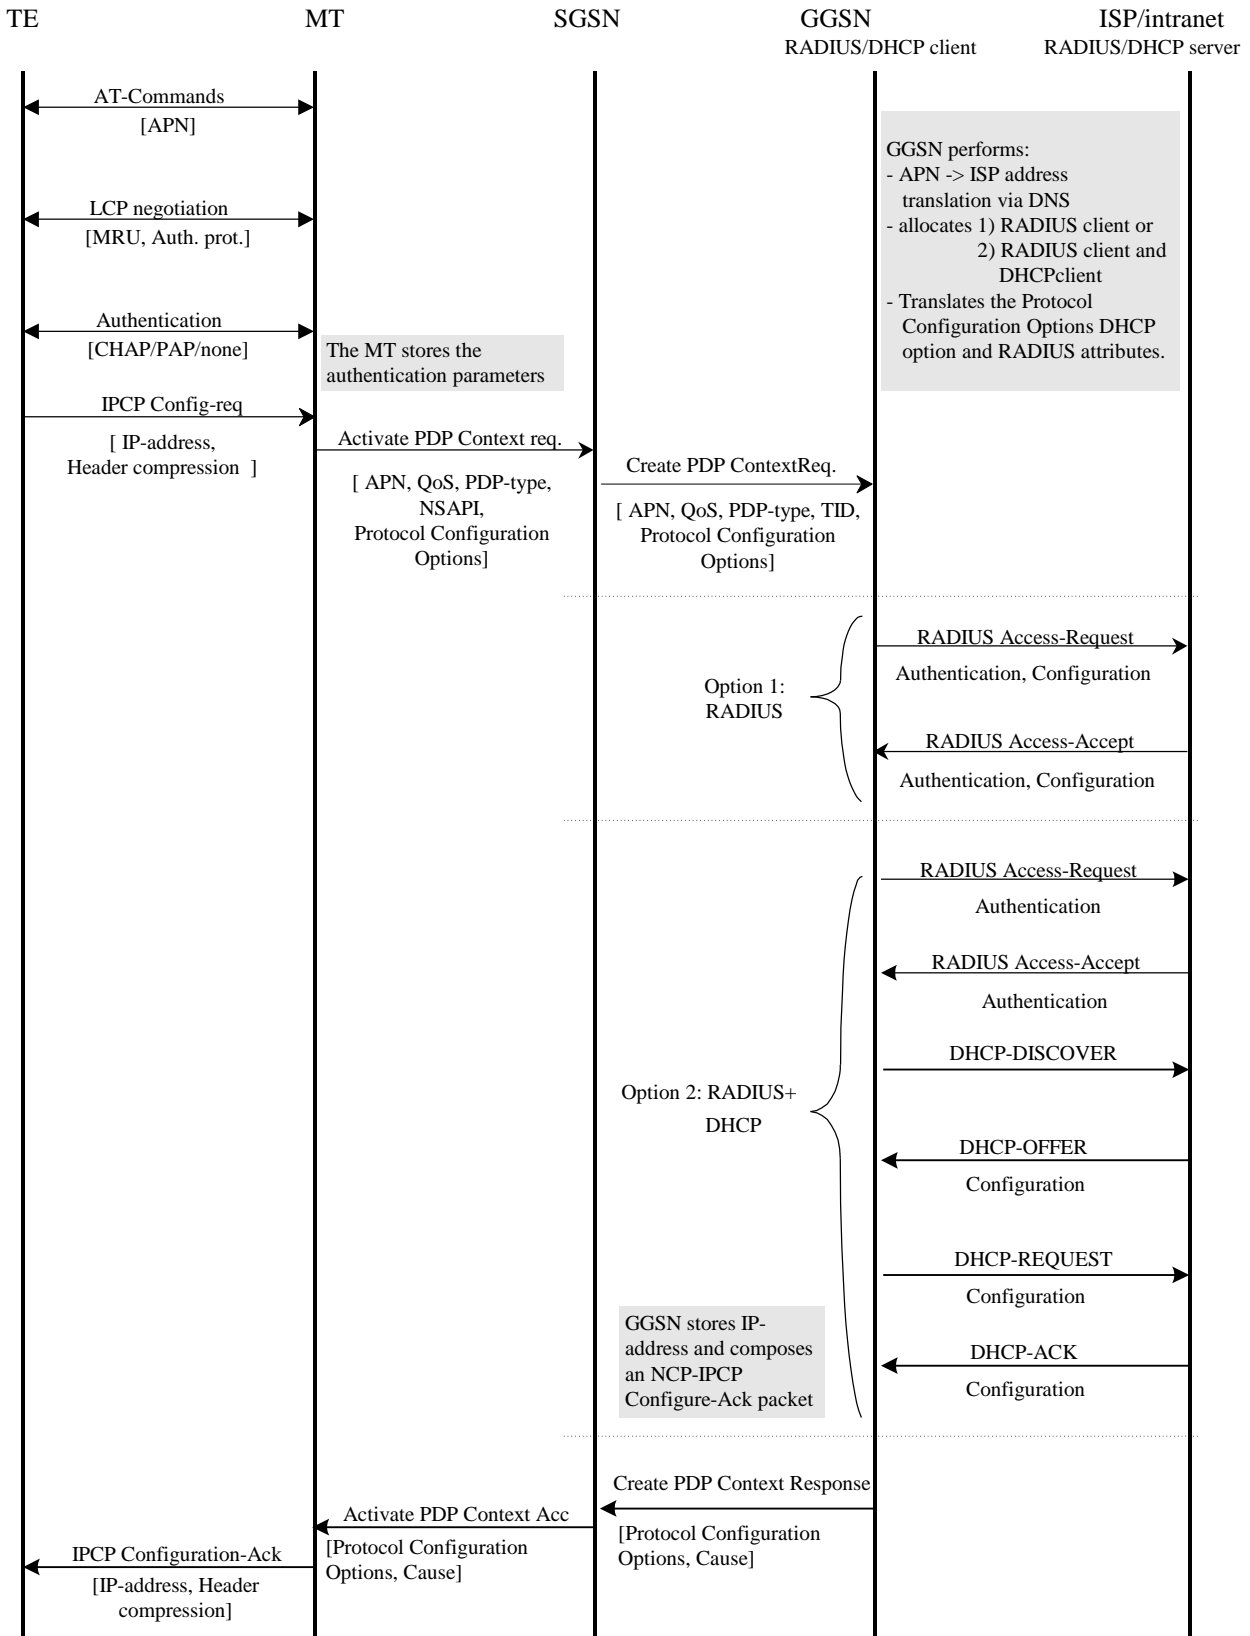 TE
MT
SGSN
GGSN
ISP/intranet
RADIUS/DHCP client
RADIUS/DHCP server
AT-Commands
[APN]
LCP negotiation
[MRU, Auth. prot.]
Authentication
[CHAP/PAP/none]
The MT stores the
authentication parameters
GGSN performs:
- APN -> ISP address
translation via DNS
- allocates 1) RADIUS client or
2) RADIUS client and
DHCPclient
- Translates the Protocol
Configuration Options DHCP
option and RADIUS attributes.
IPCP Config-req
[ IP-address,
Header compression ]
Activate PDP Context req.
[ APN, QoS, PDP-type,
NSAPI,
Protocol Configuration
Options]
Create PDP ContextReq.
[ APN, QoS, PDP-type, TID,
Protocol Configuration
Options]
Option 1:
RADIUS
RADIUS Access-Request
Authentication, Configuration
RADIUS Access-Accept
Authentication, Configuration
Option 2: RADIUS+
DHCP
RADIUS Access-Request
Authentication
RADIUS Access-Accept
Authentication
DHCP-DISCOVER
DHCP-OFFER
Configuration
DHCP-REQUEST
Configuration
DHCP-ACK
Configuration
GGSN stores IP-
address and composes
an NCP-IPCP
Configure-Ack packet
Create PDP Context Response
[Protocol Configuration
Options, Cause]
Activate PDP Context Acc
[Protocol Configuration
Options, Cause]
IPCP Configuration-Ack
[IP-address, Header
compression]